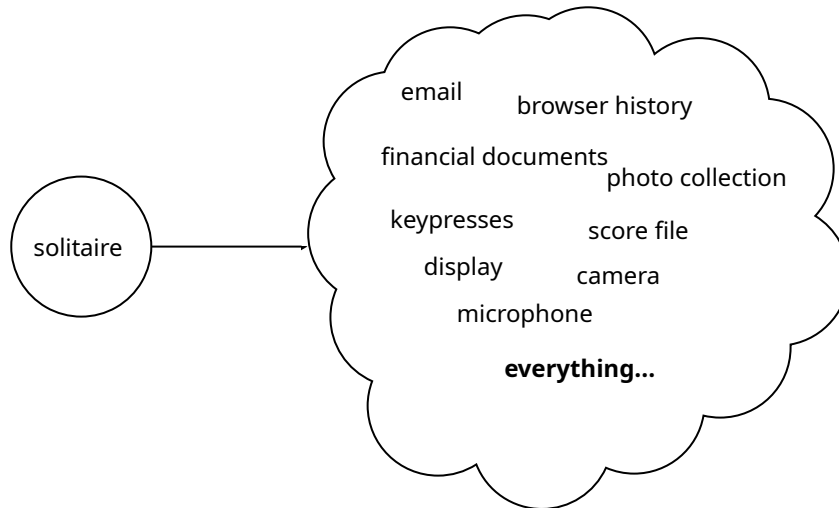 solitaire
email
browser history
financial documents
photo collection
keypresses
score file
display
camera
microphone
everything...